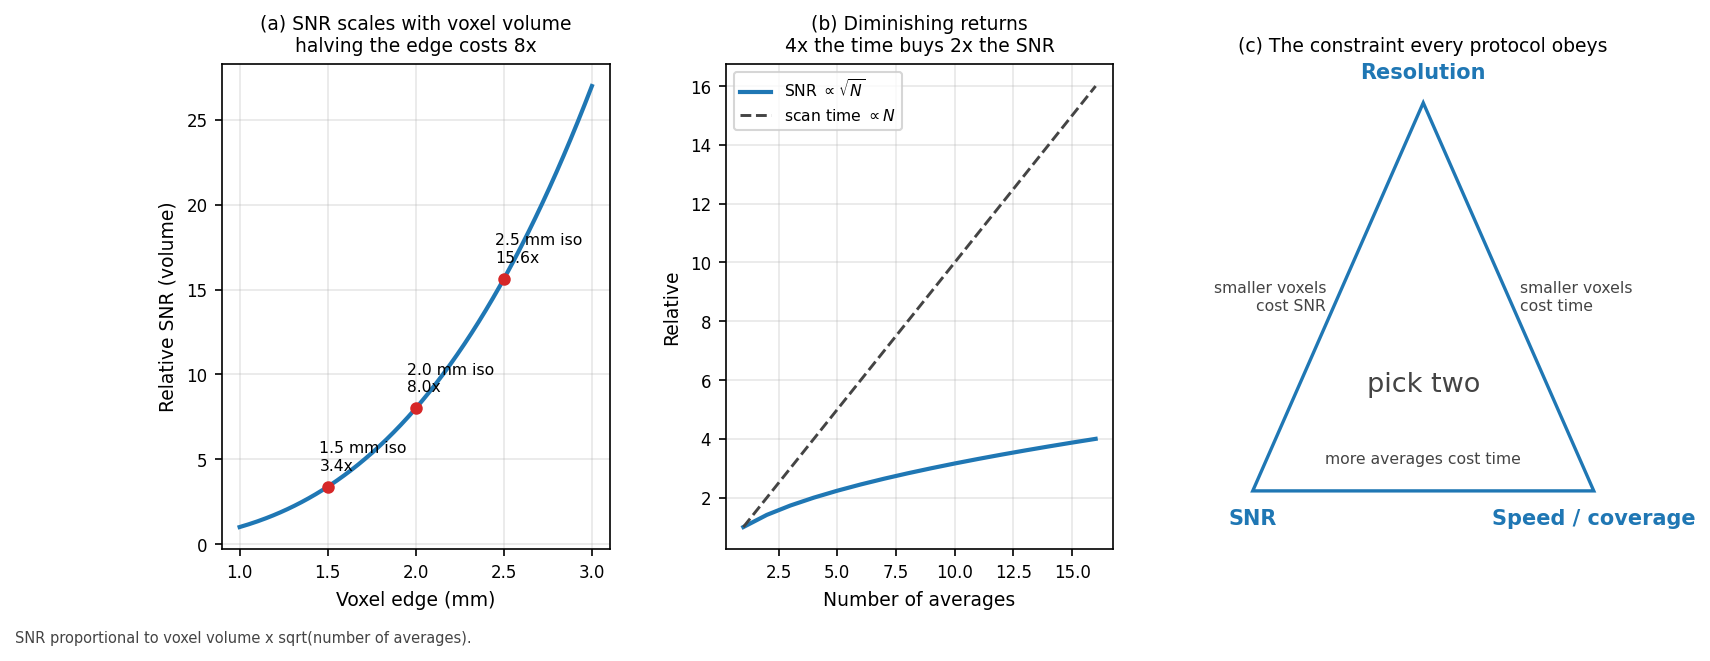 (a) SNR scales with voxel volume
halving the edge costs 8x
Relative SNR (volume)
25
20
15
10
5
0
2.5 mm iso
15.6x
2.0 mm iso
8.0x
1.5 mm iso
3.4x
1.0
1.5
2.0
2.5
3.0
Voxel edge (mm)
(b) Diminishing returns
4x the time buys 2x the SNR
SNR ∝ √N
scan time ∝ N
Relative
16
14
12
10
8
6
4
2
2.5
5.0
7.5
10.0
12.5
15.0
Number of averages
(c) The constraint every protocol obeys
Resolution
smaller voxels
cost SNR
smaller voxels
cost time
pick two
more averages cost time
SNR
Speed / coverage
SNR proportional to voxel volume x sqrt(number of averages).